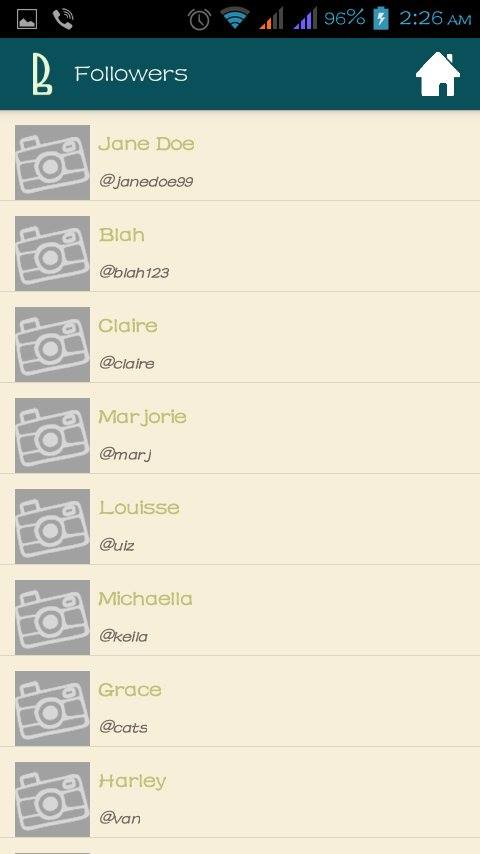 96% 2:26 AM
Followers
Jane Doe
@janedoe99
Blah
@blah123
Claire
@claire
Marjorie
@marj
Louisse
@uiz
Michaella
@keila
Grace
@cats
Harley
@van